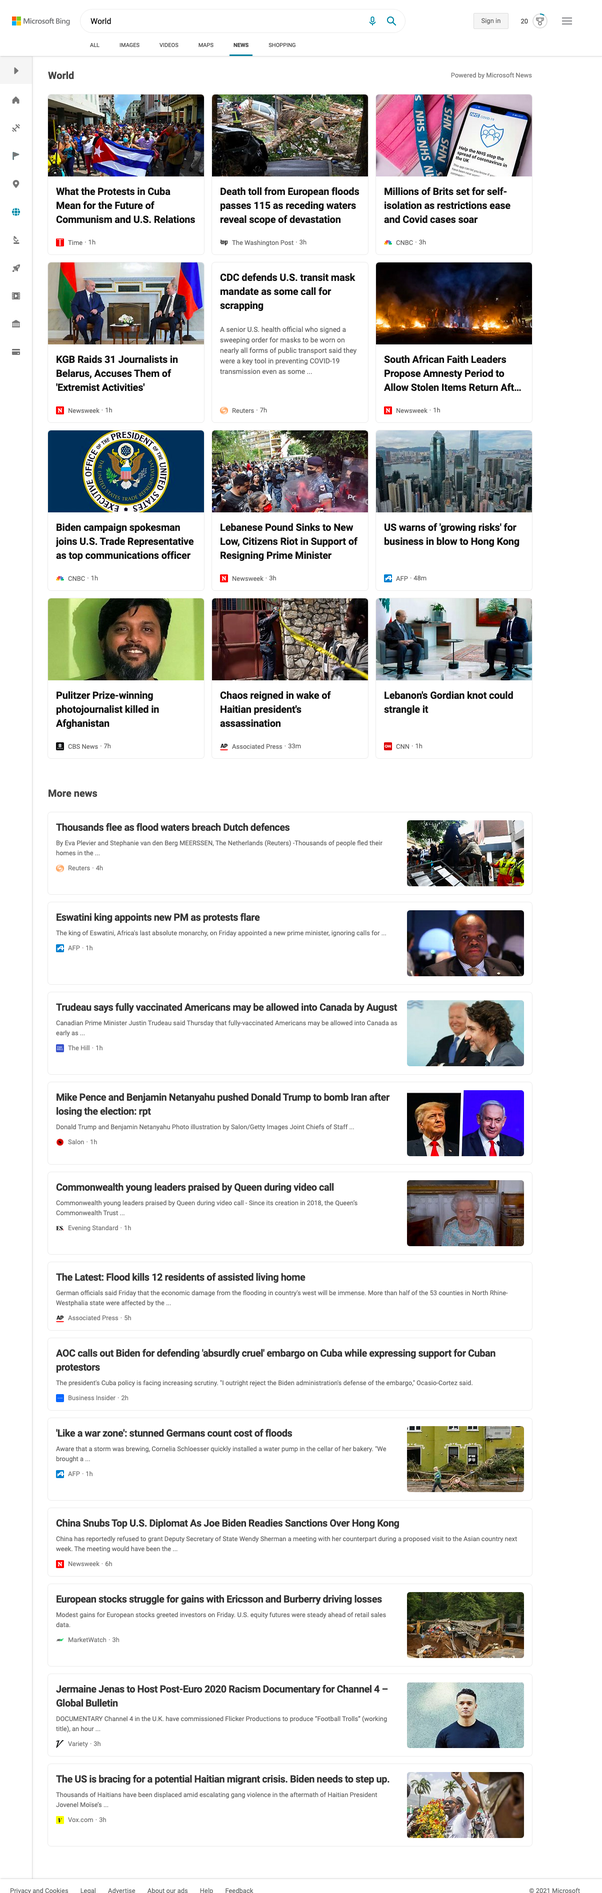 Microsoft Bing
World
Sign in
20
ALL
IMAGES
VIDEOS
MAPS
NEWS
SHOPPING
World
Powered by Microsoft News
What the Protests in Cuba
Mean for the Future of
Communism and U.S. Relations
Time · 1h
Death toll from European floods
passes 115 as receding waters
reveal scope of devastation
wp The Washington Post · 3h
NHS
NHS
NHS
Help the NHS stop the
spread of coronavirus in
the UK
Millions of Brits set for self-
isolation as restrictions ease
and Covid cases soar
CNBC · 3h
KGB Raids 31 Journalists in
Belarus, Accuses Them of
'Extremist Activities'
N Newsweek · 1h
CDC defends U.S. transit mask
mandate as some call for
scrapping
A senior U.S. health official who signed a
sweeping order for masks to be worn on
nearly all forms of public transport said they
were a key tool in preventing COVID-19
transmission even as some ...
Reuters · 7h
South African Faith Leaders
Propose Amnesty Period to
Allow Stolen Items Return Aft...
N Newsweek · 1h
EXECUTIVE OFFICE OF THE PRESIDENT
OF THE UNITED STATES
Biden campaign spokesman
joins U.S. Trade Representative
as top communications officer
CNBC · 1h
Lebanese Pound Sinks to New
Low, Citizens Riot in Support of
Resigning Prime Minister
N Newsweek · 3h
US warns of 'growing risks' for
business in blow to Hong Kong
AFP · 48m
Pulitzer Prize-winning
photojournalist killed in
Afghanistan
CBS News · 7h
Chaos reigned in wake of
Haitian president's
assassination
AP Associated Press · 33m
Lebanon's Gordian knot could
strangle it
CNN CNN · 1h
More news
Thousands flee as flood waters breach Dutch defences
By Eva Plevier and Stephanie van den Berg MEERSSEN, The Netherlands (Reuters) -Thousands of people fled their
homes in the ...
Reuters · 4h
Eswatini king appoints new PM as protests flare
The king of Eswatini, Africa's last absolute monarchy, on Friday appointed a new prime minister, ignoring calls for ...
AFP · 1h
Trudeau says fully vaccinated Americans may be allowed into Canada by August
Canadian Prime Minister Justin Trudeau said Thursday that fully-vaccinated Americans may be allowed into Canada as
early as ...
The Hill · 1h
Mike Pence and Benjamin Netanyahu pushed Donald Trump to bomb Iran after
losing the election: rpt
Donald Trump and Benjamin Netanyahu Photo illustration by Salon/Getty Images Joint Chiefs of Staff ...
Salon · 1h
Commonwealth young leaders praised by Queen during video call
Commonwealth young leaders praised by Queen during video call - Since its creation in 2018, the Queen's
Commonwealth Trust ...
ES. Evening Standard · 1h
The Latest: Flood kills 12 residents of assisted living home
German officials said Friday that the economic damage from the flooding in country's west will be immense. More than half of the 53 counties in North Rhine-
Westphalia state were affected by the ...
AP Associated Press · 5h
AOC calls out Biden for defending 'absurdly cruel' embargo on Cuba while expressing support for Cuban
protestors
The president's Cuba policy is facing increasing scrutiny. "I outright reject the Biden administration's defense of the embargo," Ocasio-Cortez said.
Business Insider · 2h
'Like a war zone': stunned Germans count cost of floods
Aware that a storm was brewing, Cornelia Schloesser quickly installed a water pump in the cellar of her bakery. "We
brought a ...
AFP · 1h
China Snubs Top U.S. Diplomat As Joe Biden Readies Sanctions Over Hong Kong
China has reportedly refused to grant Deputy Secretary of State Wendy Sherman a meeting with her counterpart during a proposed visit to the Asian country next
week. The meeting would have been the ...
N Newsweek · 6h
European stocks struggle for gains with Ericsson and Burberry driving losses
Modest gains for European stocks greeted investors on Friday. U.S. equity futures were steady ahead of retail sales
data.
MarketWatch · 3h
Jermaine Jenas to Host Post-Euro 2020 Racism Documentary for Channel 4 –
Global Bulletin
DOCUMENTARY Channel 4 in the U.K. have commissioned Flicker Productions to produce "Football Trolls" (working
title), an hour ...
V Variety · 3h
The US is bracing for a potential Haitian migrant crisis. Biden needs to step up.
Thousands of Haitians have been displaced amid escalating gang violence in the aftermath of Haitian President
Jovenel Moïse's ...
V Vox.com · 3h
Privacy and Cookies
Legal
Advertise
About our ads
Help
Feedback
© 2021 Microsoft